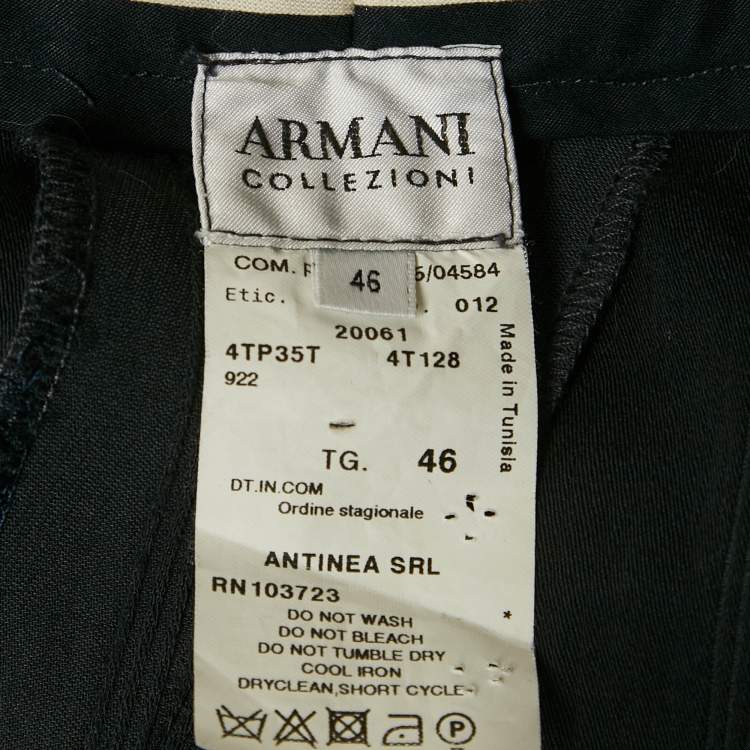 ARMANI
COLLEZIONI
46
COM. 5/04584
Etic. 012
20061
4TP35T 4T128
922
Made in Tunisia
TG. 46
DT.IN.COM
Ordine stagionale
ANTINEA SRL
RN103723
*
DO NOT WASH
DO NOT BLEACH
DO NOT TUMBLE DRY
COOL IRON
DRYCLEAN,SHORT CYCLE
P